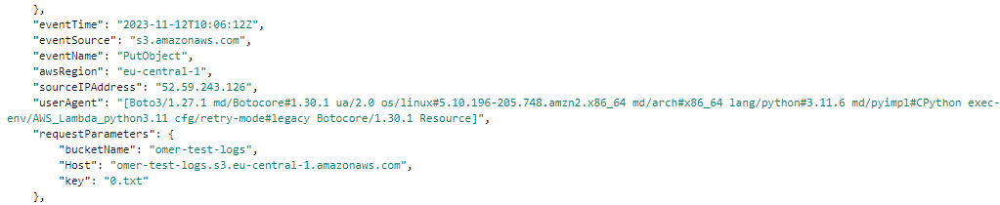 },
"eventTime": "2023-11-12T10:06:12Z",
"eventSource": "s3.amazonaws.com",
"eventName": "PutObject",
"awsRegion": "eu-central-1",
"sourceIPAddress": "52.59.243.126",
"userAgent": "[Boto3/1.27.1 md/Botocore#1.30.1 ua/2.0 os/linux#5.10.196-205.748.amzn2.x86_64 md/arch#x86_64 lang/python#3.11.6 md/pyimpl#CPython exec-
env/AWS_Lambda_python3.11 cfg/retry-mode#legacy Botocore/1.30.1 Resource]",
"requestParameters": {
"bucketName": "omer-test-logs",
"Host": "omer-test-logs.s3.eu-central-1.amazonaws.com",
"key": "0.txt"
},